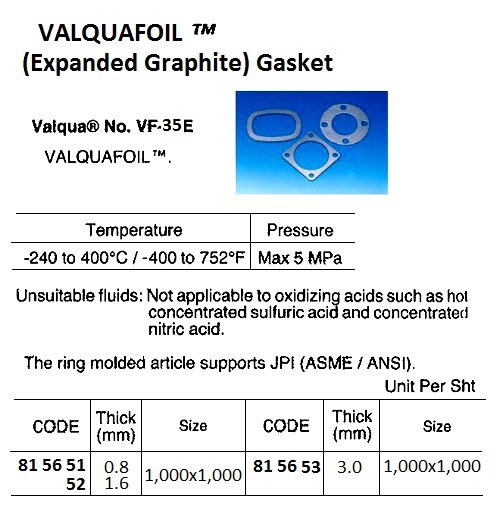 VALQUAFOIL ™
(Expanded Graphite) Gasket
Valqua® No. VF-35E
VALQUAFOIL™.
Temperature Pressure
-240 to 400°C / -400 to 752°F Max 5 MPa
Unsuitable fluids: Not applicable to oxidizing acids such as hot
concentrated sulfuric acid and concentrated
nitric acid.
The ring molded article supports JPI (ASME / ANSI).
Unit Per Sht
CODE Thick (mm) Size CODE Thick (mm) Size
81 56 51 0.8 1,000x1,000 81 56 53 3.0 1,000x1,000
52 1.6